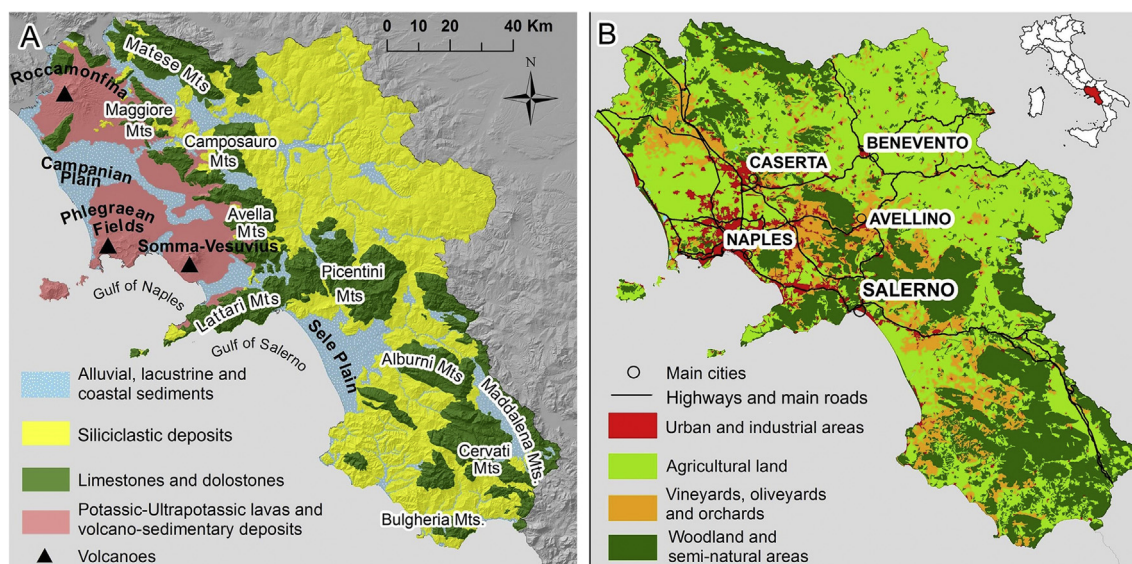 A
0 10 20 40 Km
N
Matese Mts
Roccamonfina
Maggiore
Mts
Camposauro
Mts
Campanian
Plain
Phlegraean
Fields
Avella
Mts
Somma-Vesuvius
Picentini
Mts
Gulf of Naples
Lattari Mts
Gulf of Salerno
Sele Plain
Alburni Mts
Maddalena Mts.
Cervati
Mts
Bulgheria Mts.
Alluvial, lacustrine and
coastal sediments
Siliciclastic deposits
Limestones and dolostones
Potassic-Ultrapotassic lavas and
volcano-sedimentary deposits
Volcanoes
B
BENEVENTO
CASERTA
AVELLINO
NAPLES
SALERNO
Main cities
Highways and main roads
Urban and industrial areas
Agricultural land
Vineyards, oliveyards
and orchards
Woodland and
semi-natural areas